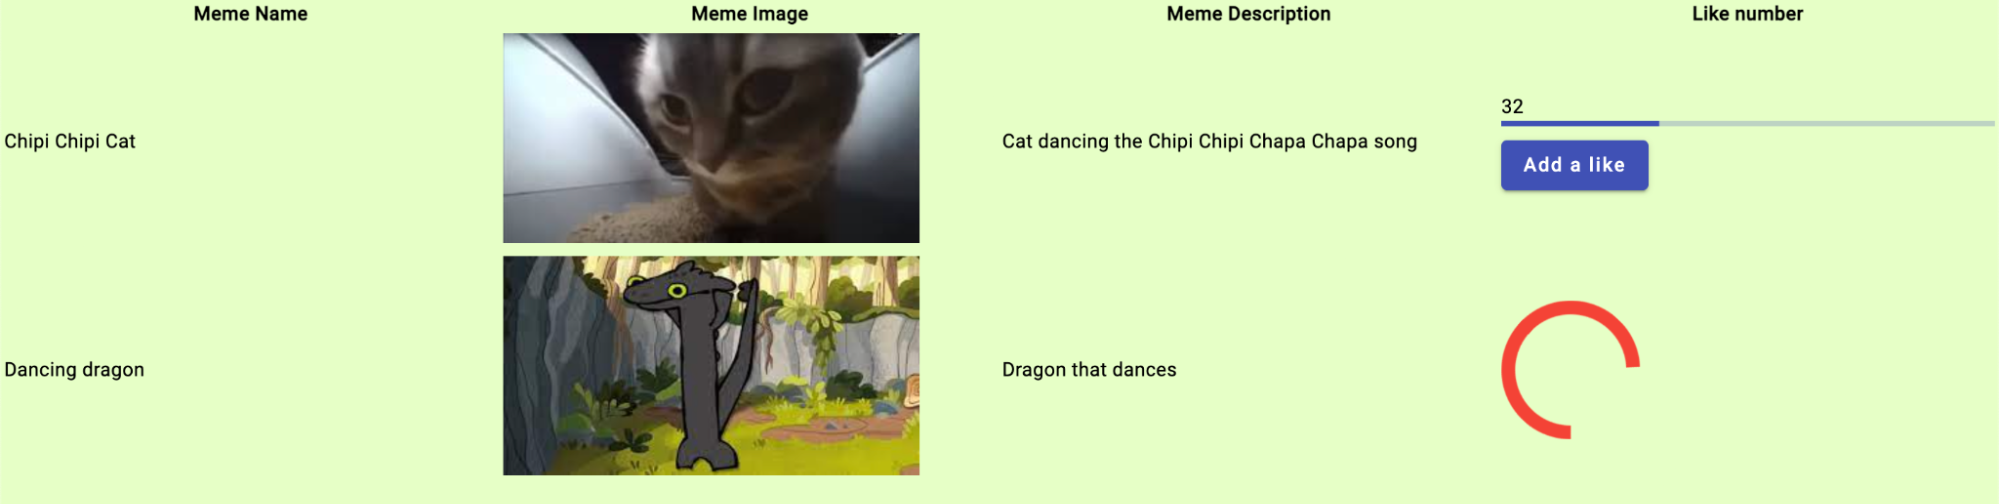 Meme Name Meme Image Meme Description Like number
Chipi Chipi Cat
Cat dancing the Chipi Chipi Chapa Chapa song
32
Add a like
Dancing dragon
Dragon that dances